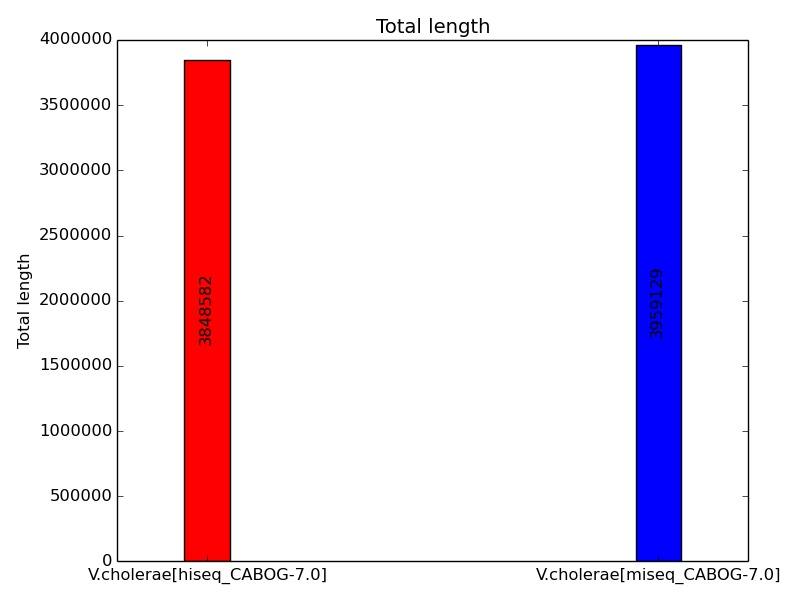 Total length
4000000
3500000
3000000
2500000
2000000
1500000
1000000
500000
0
Total length
3848582
3959129
V.cholerae[hiseq_CABOG-7.0]
V.cholerae[miseq_CABOG-7.0]